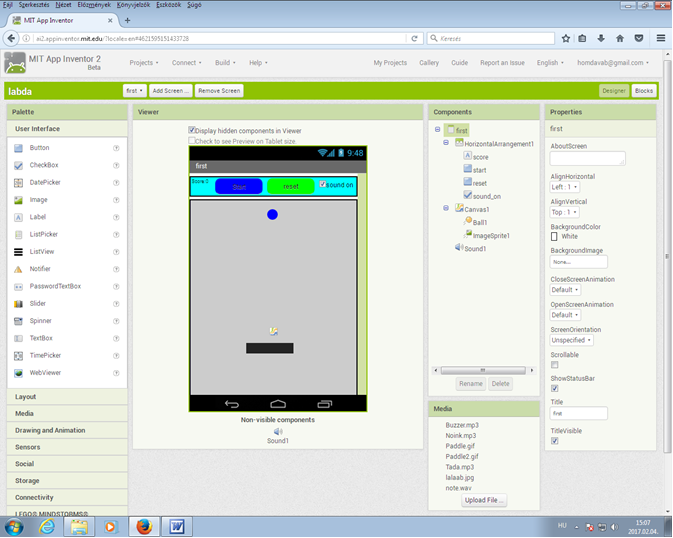 Fájl Szerkesztés Nézet Előzmények Könyvjelzők Eszközök Súgó
MIT App Inventor
ai2.appinventor.mit.edu/?locale=en#4621595151433728
Keresés
MIT App Inventor 2
Beta
Projects Connect Build Help
My Projects Gallery Guide Report an Issue English homdavab@gmail.com
labda
first Add Screen ... Remove Screen
Designer Blocks
Palette
User Interface
Button
CheckBox
DatePicker
Image
Label
ListPicker
ListView
Notifier
PasswordTextBox
Slider
Spinner
TextBox
TimePicker
WebViewer
Layout
Media
Drawing and Animation
Sensors
Social
Storage
Connectivity
LEGO® MINDSTORMS®
Viewer
Display hidden components in Viewer
Check to see Preview on Tablet size
9:48
first
Score:0
Start
reset
sound on
Non-visible components
Sound1
Components
first
HorizontalArrangement1
score
start
reset
sound_on
Canvas1
Ball1
imageSprite1
Sound1
Rename Delete
Media
Buzzer.mp3
Noink.mp3
Paddle.gif
Paddle2.gif
Tada.mp3
lalaab.jpg
note.wav
Upload File ...
Properties
first
AboutScreen
AlignHorizontal
Left : 1
AlignVertical
Top : 1
BackgroundColor
White
BackgroundImage
None...
CloseScreenAnimation
Default
OpenScreenAnimation
Default
ScreenOrientation
Unspecified
Scrollable
ShowStatusBar
Title
first
TitleVisible
HU
15:07
2017.02.04.